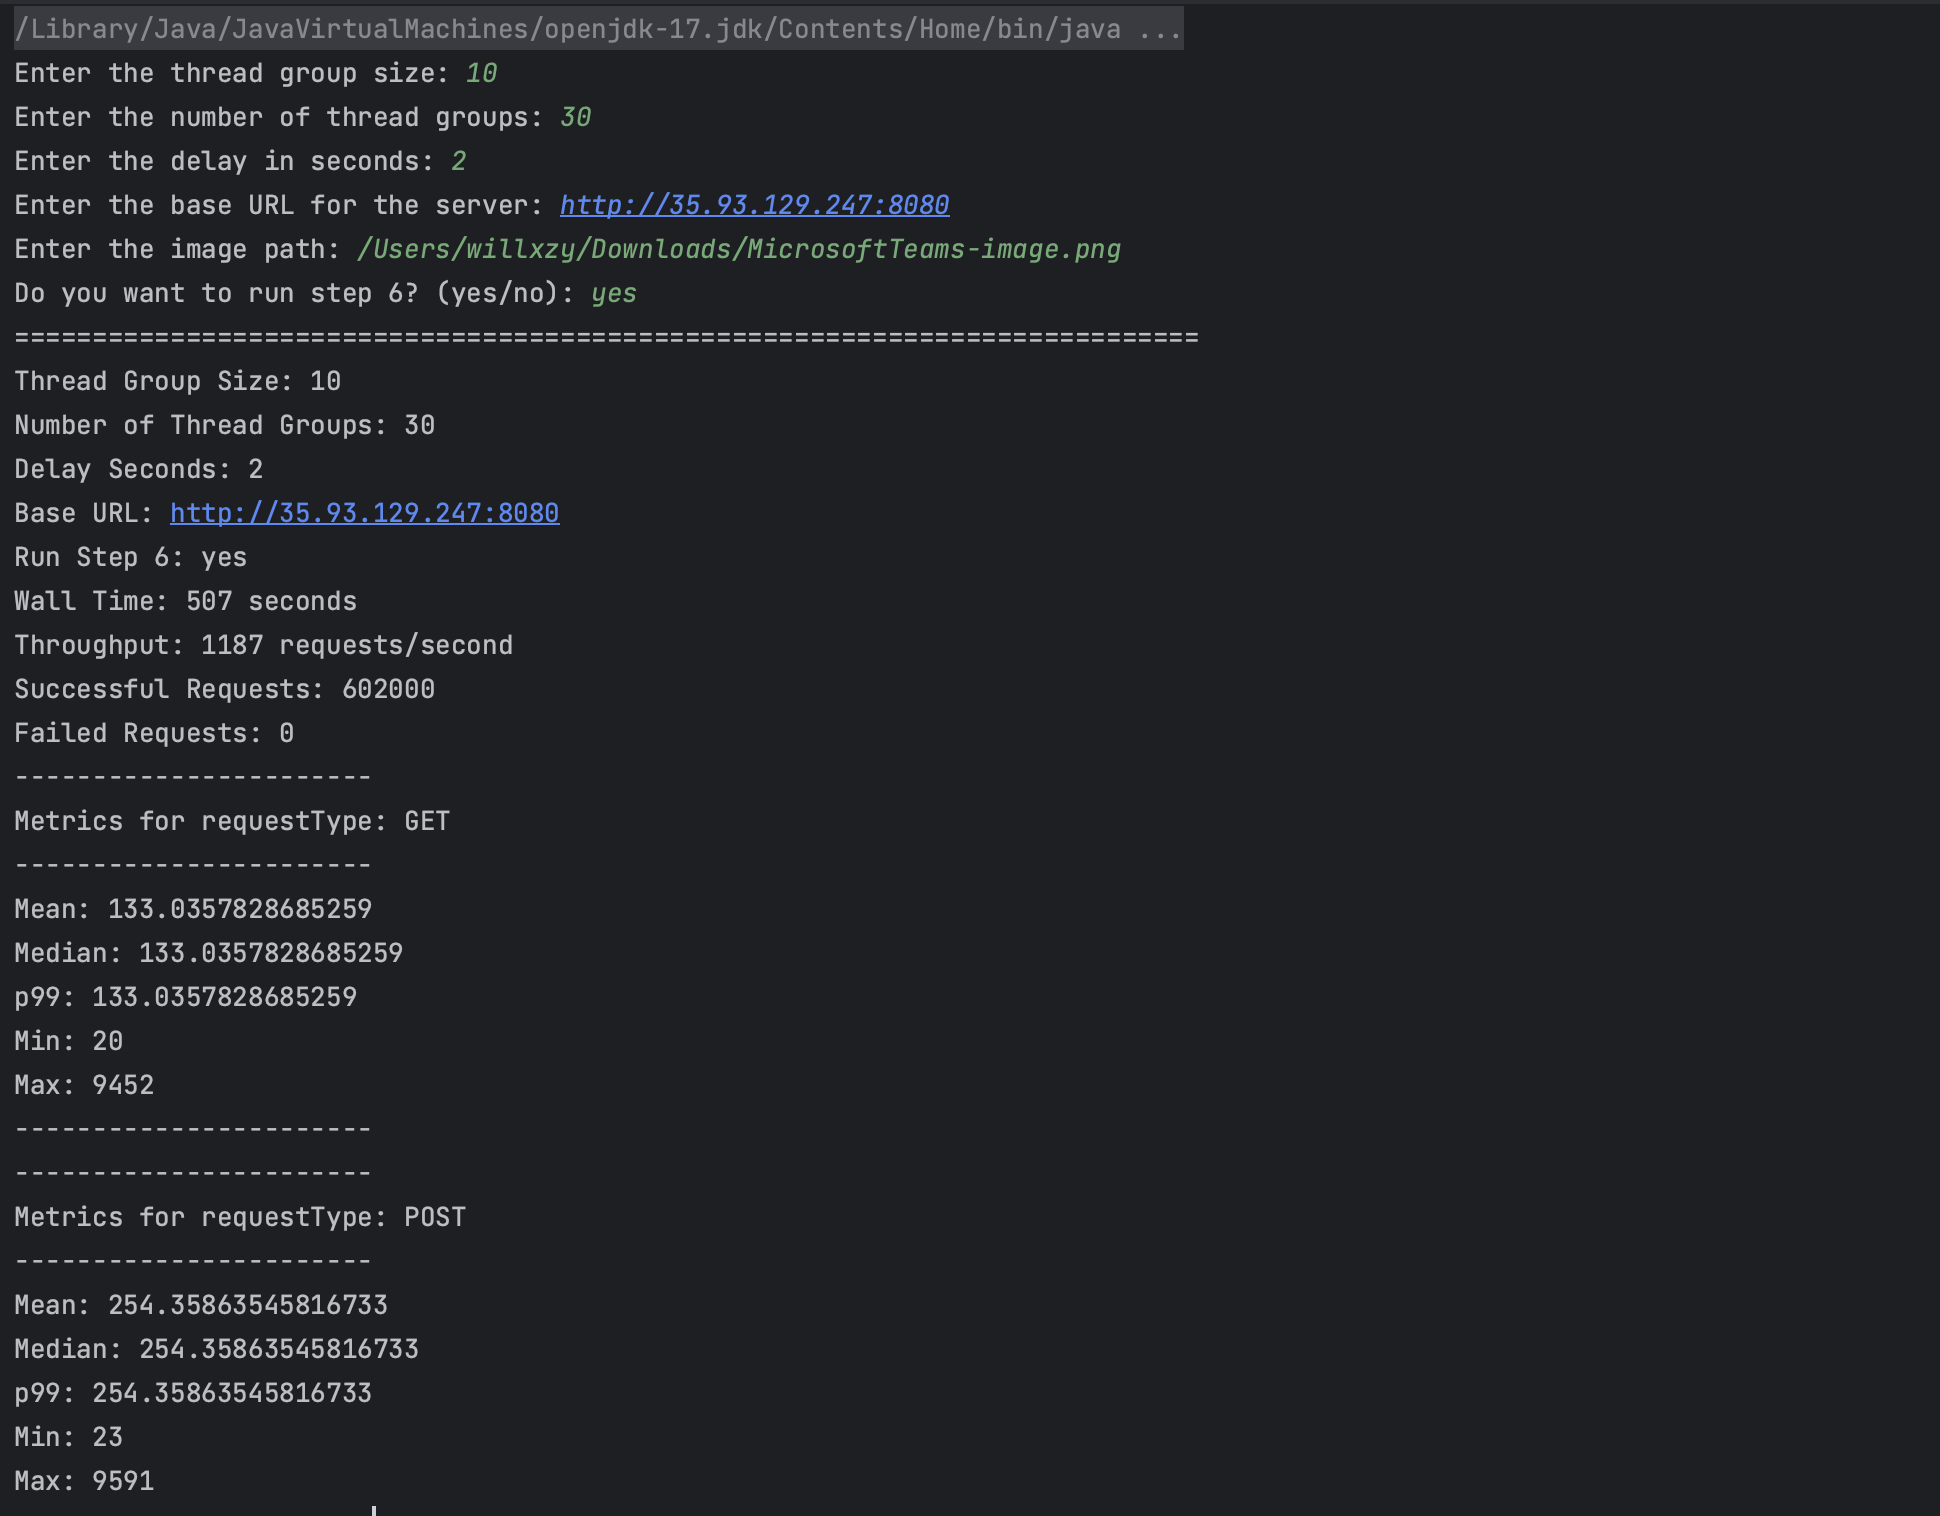 /Library/Java/JavaVirtualMachines/openjdk-17.jdk/Contents/Home/bin/java ...
Enter the thread group size: 10
Enter the number of thread groups: 30
Enter the delay in seconds: 2
Enter the base URL for the server: http://35.93.129.247:8080
Enter the image path: /Users/willxzy/Downloads/MicrosoftTeams-image.png
Do you want to run step 6? (yes/no): yes
============================================================================
Thread Group Size: 10
Number of Thread Groups: 30
Delay Seconds: 2
Base URL: http://35.93.129.247:8080
Run Step 6: yes
Wall Time: 507 seconds
Throughput: 1187 requests/second
Successful Requests: 602000
Failed Requests: 0
-----------------------
Metrics for requestType: GET
-----------------------
Mean: 133.0357828685259
Median: 133.0357828685259
p99: 133.0357828685259
Min: 20
Max: 9452
-----------------------
-----------------------
Metrics for requestType: POST
-----------------------
Mean: 254.35863545816733
Median: 254.35863545816733
p99: 254.35863545816733
Min: 23
Max: 9591